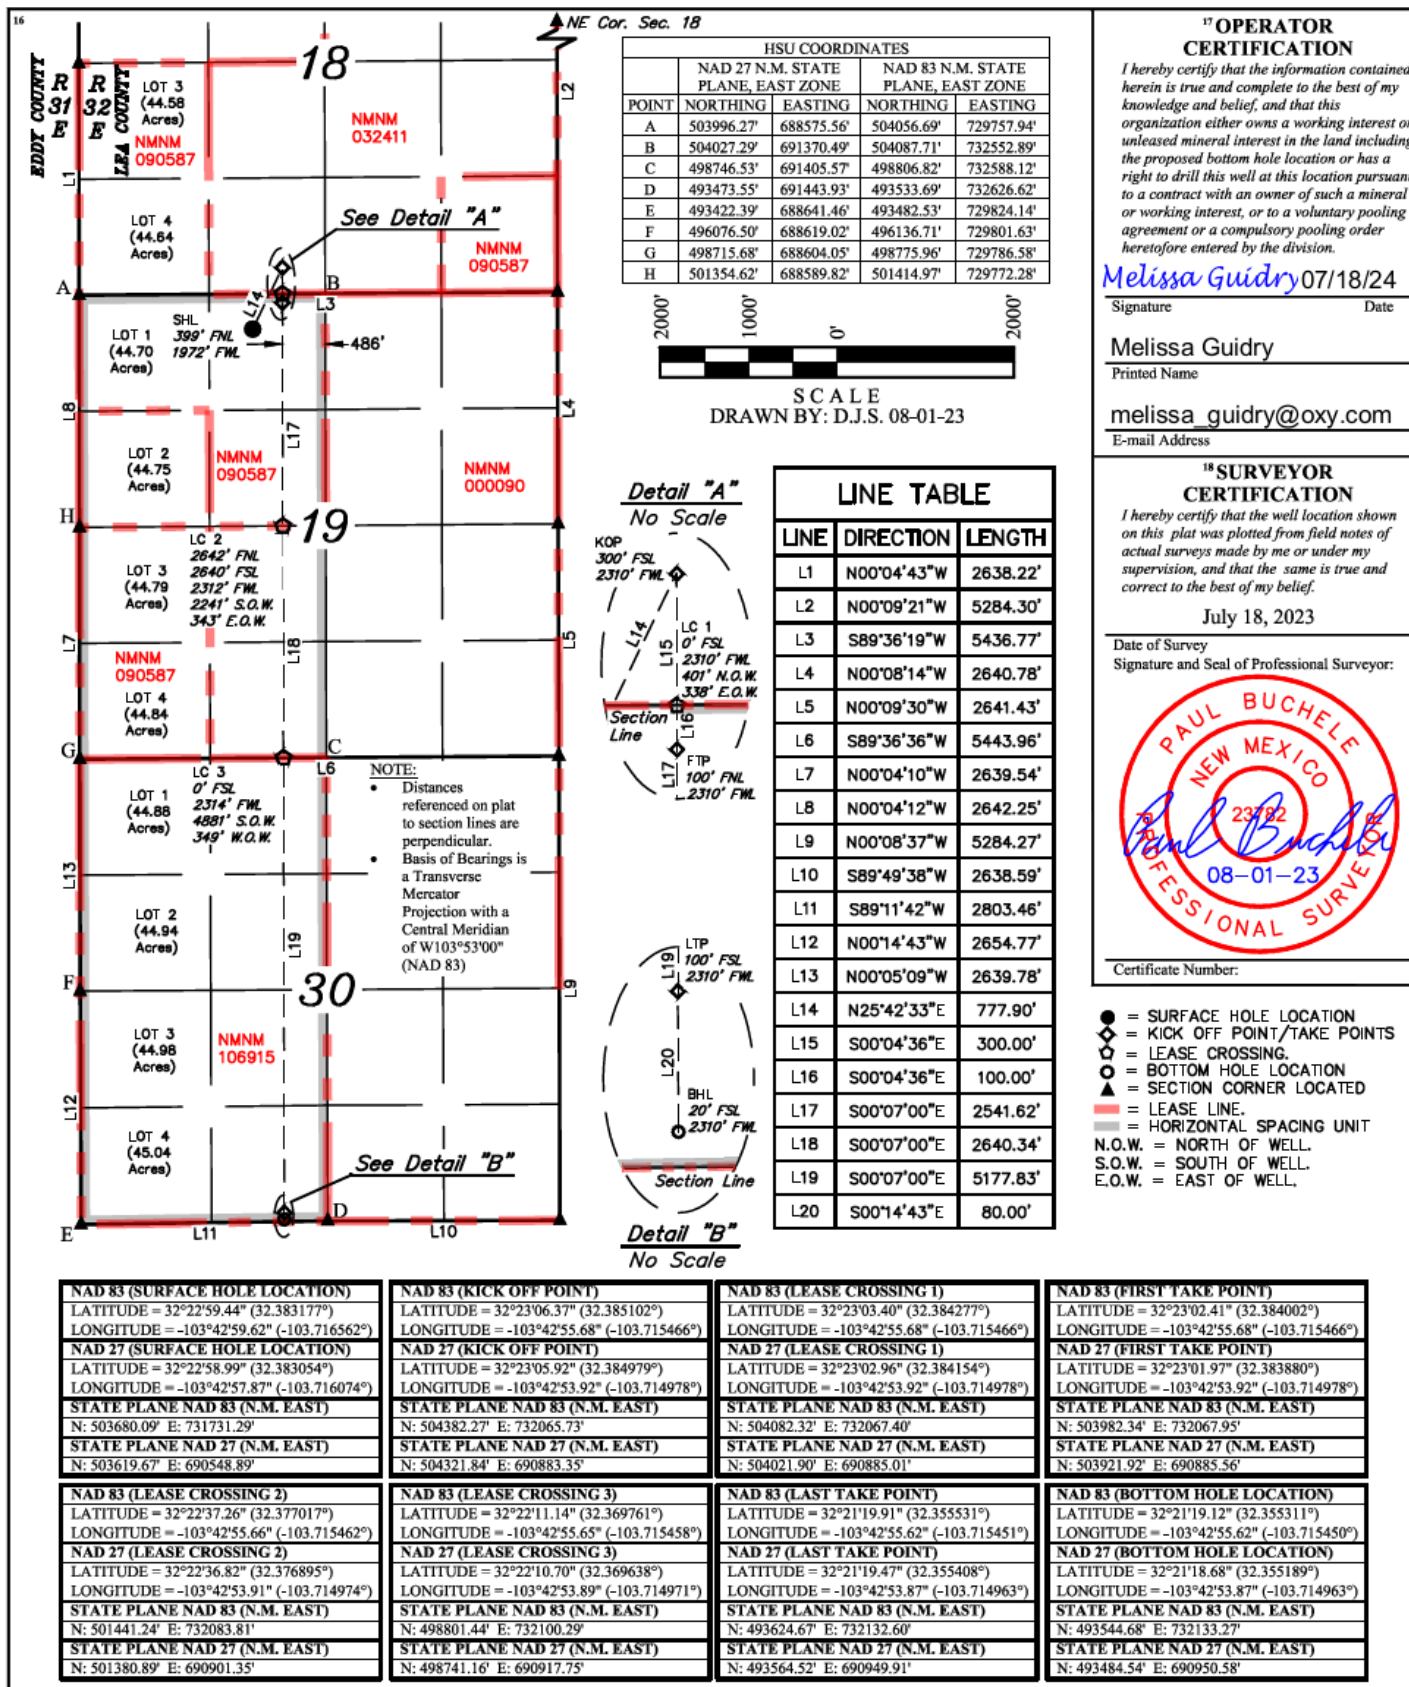 16
NE Cor. Sec. 18
EDDY COUNTY
R 31 E
R 32 E
LEA COUNTY
18
LOT 3
(44.58
Acres)
NMNM
090587
NMNM
032411
L2
L1
LOT 4
(44.64
Acres)
See Detail "A"
NMNM
090587
A
B
L14
L3
SHL
399' FNL
1972' FWL
486'
LOT 1
(44.70
Acres)
L8
L4
L17
LOT 2
(44.75
Acres)
NMNM
090587
NMNM
000090
H
19
LC 2
2642' FNL
2640' FSL
2312' FWL
2241' S.O.W.
343' E.O.W.
LOT 3
(44.79
Acres)
L7
L18
L5
NMNM
090587
LOT 4
(44.84
Acres)
G
C
L6
LC 3
0' FSL
2314' FWL
4881' S.O.W.
349' W.O.W.
LOT 1
(44.88
Acres)
NOTE:
• Distances
referenced on plat
to section lines are
perpendicular.
• Basis of Bearings is
a Transverse
Mercator
Projection with a
Central Meridian
of W103°53'00"
(NAD 83)
L13
LOT 2
(44.94
Acres)
L19
F
30
L9
LOT 3
(44.98
Acres)
NMNM
106915
L12
LOT 4
(45.04
Acres)
See Detail "B"
E
D
L11
L10
HSU COORDINATES
NAD 27 N.M. STATE PLANE, EAST ZONE NAD 83 N.M. STATE PLANE, EAST ZONE
POINT NORTHING EASTING NORTHING EASTING
A 503996.27' 688575.56' 504056.69' 729757.94'
B 504027.29' 691370.49' 504087.71' 732552.89'
C 498746.53' 691405.57' 498806.82' 732588.12'
D 493473.55' 691443.93' 493533.69' 732626.62'
E 493422.39' 688641.46' 493482.53' 729824.14'
F 496076.50' 688619.02' 496136.71' 729801.63'
G 498715.68' 688604.05' 498775.96' 729786.58'
H 501354.62' 688589.82' 501414.97' 729772.28'
2000' 1000' 0' 2000'
SCALE
DRAWN BY: D.J.S. 08-01-23
Detail "A"
No Scale
KOP
300' FSL
2310' FWL
L14
L15
LC 1
0' FSL
2310' FWL
401' N.O.W.
338' E.O.W.
Section
Line
L16
L17
FTP
100' FNL
2310' FWL
LTP
100' FSL
2310' FWL
L19
L20
BHL
20' FSL
2310' FWL
Section Line
Detail "B"
No Scale
LINE TABLE
LINE DIRECTION LENGTH
L1 N00°04'43"W 2638.22'
L2 N00°09'21"W 5284.30'
L3 S89°36'19"W 5436.77'
L4 N00°08'14"W 2640.78'
L5 N00°09'30"W 2641.43'
L6 S89°36'36"W 5443.96'
L7 N00°04'10"W 2639.54'
L8 N00°04'12"W 2642.25'
L9 N00°08'37"W 5284.27'
L10 S89°49'38"W 2638.59'
L11 S89°11'42"W 2803.46'
L12 N00°14'43"W 2654.77'
L13 N00°05'09"W 2639.78'
L14 N25°42'33"E 777.90'
L15 S00°04'36"E 300.00'
L16 S00°04'36"E 100.00'
L17 S00°07'00"E 2541.62'
L18 S00°07'00"E 2640.34'
L19 S00°07'00"E 5177.83'
L20 S00°14'43"E 80.00'
17 OPERATOR
CERTIFICATION
I hereby certify that the information contained
herein is true and complete to the best of my
knowledge and belief, and that this
organization either owns a working interest or
unleased mineral interest in the land including
the proposed bottom hole location or has a
right to drill this well at this location pursuant
to a contract with an owner of such a mineral
or working interest, or to a voluntary pooling
agreement or a compulsory pooling order
heretofore entered by the division.
Melissa Guidry 07/18/24
Signature Date
Melissa Guidry
Printed Name
melissa_guidry@oxy.com
E-mail Address
18 SURVEYOR
CERTIFICATION
I hereby certify that the well location shown
on this plat was plotted from field notes of
actual surveys made by me or under my
supervision, and that the same is true and
correct to the best of my belief.
July 18, 2023
Date of Survey
Signature and Seal of Professional Surveyor:
PAUL BUCHELE
NEW MEXICO
23782
Paul Buchele
08-01-23
PROFESSIONAL SURVEYOR
Certificate Number:
= SURFACE HOLE LOCATION
= KICK OFF POINT/TAKE POINTS
= LEASE CROSSING.
= BOTTOM HOLE LOCATION
= SECTION CORNER LOCATED
= LEASE LINE.
= HORIZONTAL SPACING UNIT
N.O.W. = NORTH OF WELL.
S.O.W. = SOUTH OF WELL.
E.O.W. = EAST OF WELL.
NAD 83 (SURFACE HOLE LOCATION)
LATITUDE = 32°22'59.44" (32.383177°)
LONGITUDE = -103°42'59.62" (-103.716562°)
NAD 27 (SURFACE HOLE LOCATION)
LATITUDE = 32°22'58.99" (32.383054°)
LONGITUDE = -103°42'57.87" (-103.716074°)
STATE PLANE NAD 83 (N.M. EAST)
N: 503680.09' E: 731731.29'
STATE PLANE NAD 27 (N.M. EAST)
N: 503619.67' E: 690548.89'
NAD 83 (KICK OFF POINT)
LATITUDE = 32°23'06.37" (32.385102°)
LONGITUDE = -103°42'55.68" (-103.715466°)
NAD 27 (KICK OFF POINT)
LATITUDE = 32°23'05.92" (32.384979°)
LONGITUDE = -103°42'53.92" (-103.714978°)
STATE PLANE NAD 83 (N.M. EAST)
N: 504382.27' E: 732065.73'
STATE PLANE NAD 27 (N.M. EAST)
N: 504321.84' E: 690883.35'
NAD 83 (LEASE CROSSING 1)
LATITUDE = 32°23'03.40" (32.384277°)
LONGITUDE = -103°42'55.68" (-103.715466°)
NAD 27 (LEASE CROSSING 1)
LATITUDE = 32°23'02.96" (32.384154°)
LONGITUDE = -103°42'53.92" (-103.714978°)
STATE PLANE NAD 83 (N.M. EAST)
N: 504082.32' E: 732067.40'
STATE PLANE NAD 27 (N.M. EAST)
N: 504021.90' E: 690885.01'
NAD 83 (FIRST TAKE POINT)
LATITUDE = 32°23'02.41" (32.384002°)
LONGITUDE = -103°42'55.68" (-103.715466°)
NAD 27 (FIRST TAKE POINT)
LATITUDE = 32°23'01.97" (32.383880°)
LONGITUDE = -103°42'53.92" (-103.714978°)
STATE PLANE NAD 83 (N.M. EAST)
N: 503982.34' E: 732067.95'
STATE PLANE NAD 27 (N.M. EAST)
N: 503921.92' E: 690885.56'
NAD 83 (LEASE CROSSING 2)
LATITUDE = 32°22'37.26" (32.377017°)
LONGITUDE = -103°42'55.66" (-103.715462°)
NAD 27 (LEASE CROSSING 2)
LATITUDE = 32°22'36.82" (32.376895°)
LONGITUDE = -103°42'53.91" (-103.714974°)
STATE PLANE NAD 83 (N.M. EAST)
N: 501441.24' E: 732083.81'
STATE PLANE NAD 27 (N.M. EAST)
N: 501380.89' E: 690901.35'
NAD 83 (LEASE CROSSING 3)
LATITUDE = 32°22'11.14" (32.369761°)
LONGITUDE = -103°42'55.65" (-103.715458°)
NAD 27 (LEASE CROSSING 3)
LATITUDE = 32°22'10.70" (32.369638°)
LONGITUDE = -103°42'53.89" (-103.714971°)
STATE PLANE NAD 83 (N.M. EAST)
N: 498801.44' E: 732100.29'
STATE PLANE NAD 27 (N.M. EAST)
N: 498741.16' E: 690917.75'
NAD 83 (LAST TAKE POINT)
LATITUDE = 32°21'19.91" (32.355531°)
LONGITUDE = -103°42'55.62" (-103.715451°)
NAD 27 (LAST TAKE POINT)
LATITUDE = 32°21'19.47" (32.355408°)
LONGITUDE = -103°42'53.87" (-103.714963°)
STATE PLANE NAD 83 (N.M. EAST)
N: 493624.67' E: 732132.60'
STATE PLANE NAD 27 (N.M. EAST)
N: 493564.52' E: 690949.91'
NAD 83 (BOTTOM HOLE LOCATION)
LATITUDE = 32°21'19.12" (32.355311°)
LONGITUDE = -103°42'55.62" (-103.715450°)
NAD 27 (BOTTOM HOLE LOCATION)
LATITUDE = 32°21'18.68" (32.355189°)
LONGITUDE = -103°42'53.87" (-103.714963°)
STATE PLANE NAD 83 (N.M. EAST)
N: 493544.68' E: 732133.27'
STATE PLANE NAD 27 (N.M. EAST)
N: 493484.54' E: 690950.58'